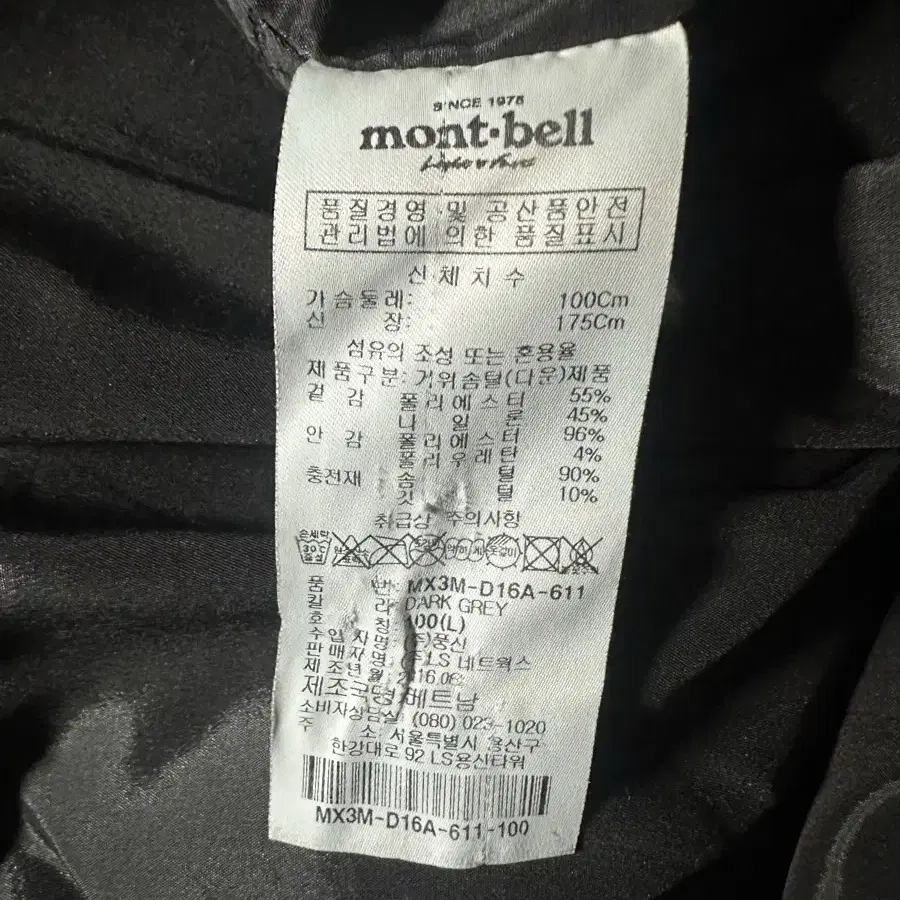 SINCE 1975
mont·bell
Light & Fast
품질경영 및 공산품안전
관리법에 의한 품질표시
신체치수
가슴둘레: 100Cm
신 장: 175Cm
섬유의 조성 또는 혼용율
제품구분: 거위솜털(다운)제품
겉 감 폴리에스터 55%
나 일 론 45%
안 감 폴리에스터 96%
폴리우레탄 4%
충전재 솜 털 90%
깃 털 10%
취급상 주의사항
손세탁
30℃
중성
품 번: MX3M-D16A-611
칼 라: DARK GREY
호 칭: 100(L)
수입자명: (주)풍신
판매자명: LS 네트웍스
제조년월: 2016.06
제조국명: 베트남
소비자상담실: (080) 023-1020
주 소: 서울특별시 용산구
한강대로 92 LS용산타워
MX3M-D16A-611-100